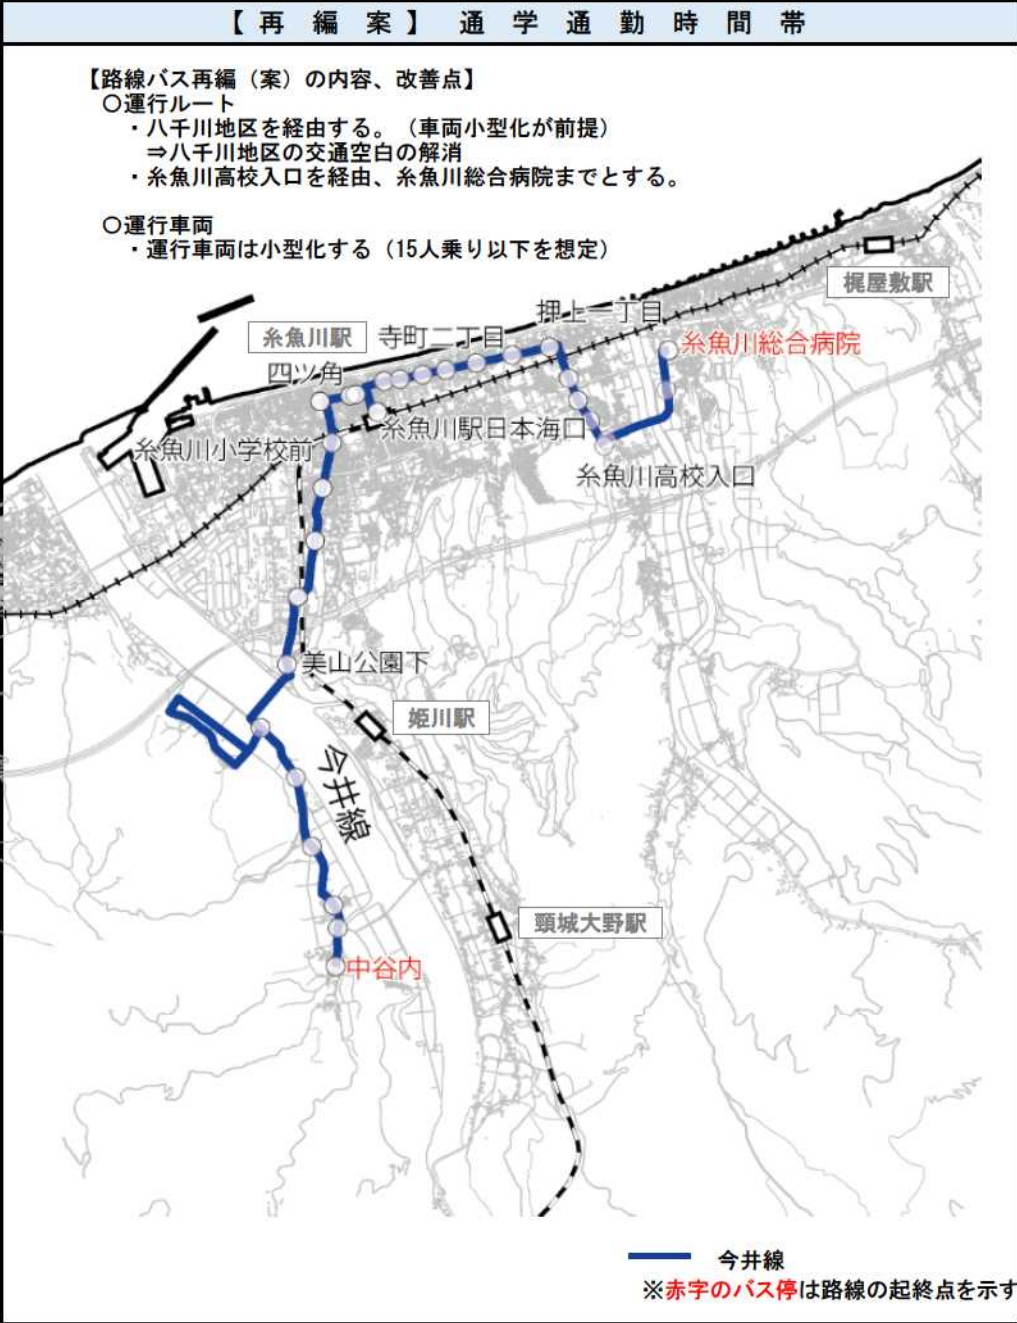 【再編案】通学通勤時間帯
【路線バス再編（案）の内容、改善点】
〇運行ルート
・八千川地区を経由する。（車両小型化が前提）
⇒八千川地区の交通空白の解消
・糸魚川高校入口を経由、糸魚川総合病院までとする。
〇運行車両
・運行車両は小型化する（15人乗り以下を想定）
梶屋敷駅
押上一丁目
糸魚川駅
寺町二丁目
糸魚川総合病院
四ツ角
糸魚川駅日本海口
糸魚川小学校前
糸魚川高校入口
美山公園下
姫川駅
今井線
頸城大野駅
中谷内
今井線
※赤字のバス停は路線の起終点を示す